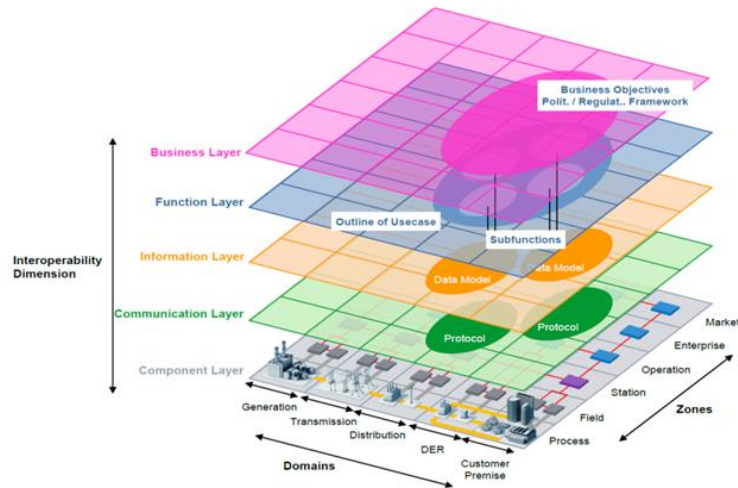 Business Objectives
Polit. / Regulat.. Framework
Business Layer
Function Layer
Outline of Usecase
Subfunctions
Interoperability
Dimension
Information Layer
Data Model
Data Model
Communication Layer
Protocol
Protocol
Component Layer
Market
Enterprise
Operation
Station
Field
Process
Zones
Generation
Transmission
Distribution
DER
Customer
Premise
Domains